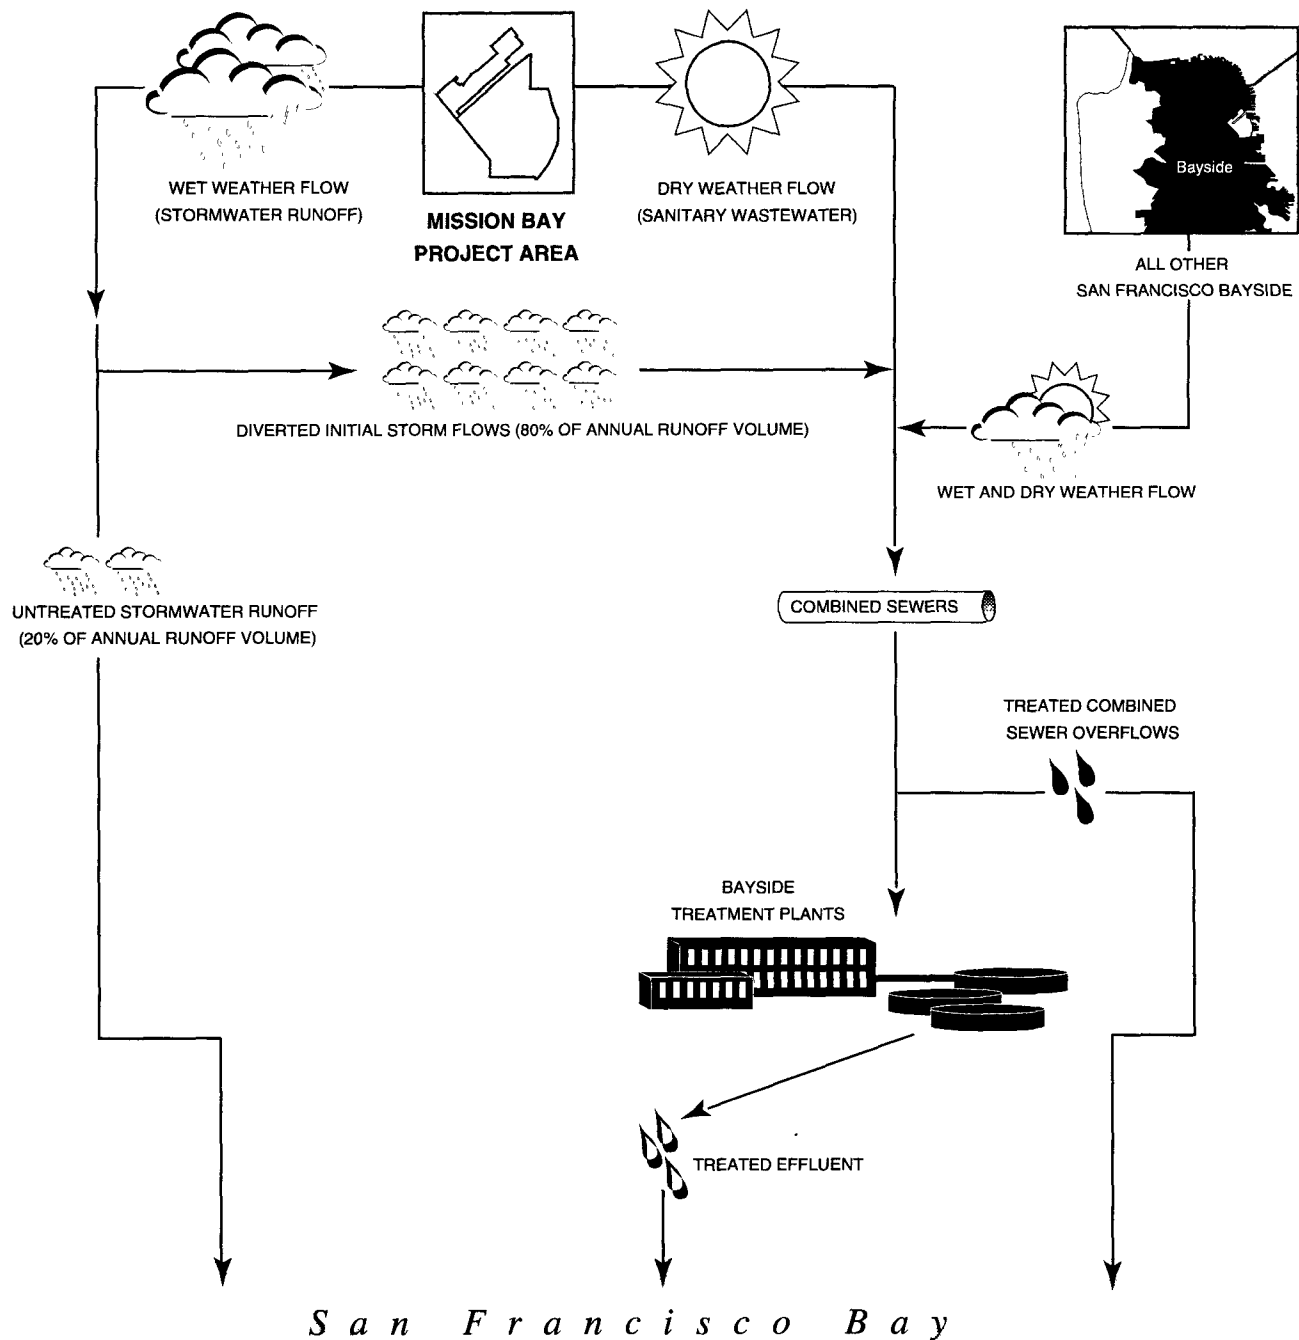 WET WEATHER FLOW
(STORMWATER RUNOFF)
MISSION BAY
PROJECT AREA
DRY WEATHER FLOW
(SANITARY WASTEWATER)
Bayside
ALL OTHER
SAN FRANCISCO BAYSIDE
DIVERTED INITIAL STORM FLOWS (80% OF ANNUAL RUNOFF VOLUME)
WET AND DRY WEATHER FLOW
UNTREATED STORMWATER RUNOFF
(20% OF ANNUAL RUNOFF VOLUME)
COMBINED SEWERS
TREATED COMBINED
SEWER OVERFLOWS
BAYSIDE
TREATMENT PLANTS
TREATED EFFLUENT
San Francisco Bay